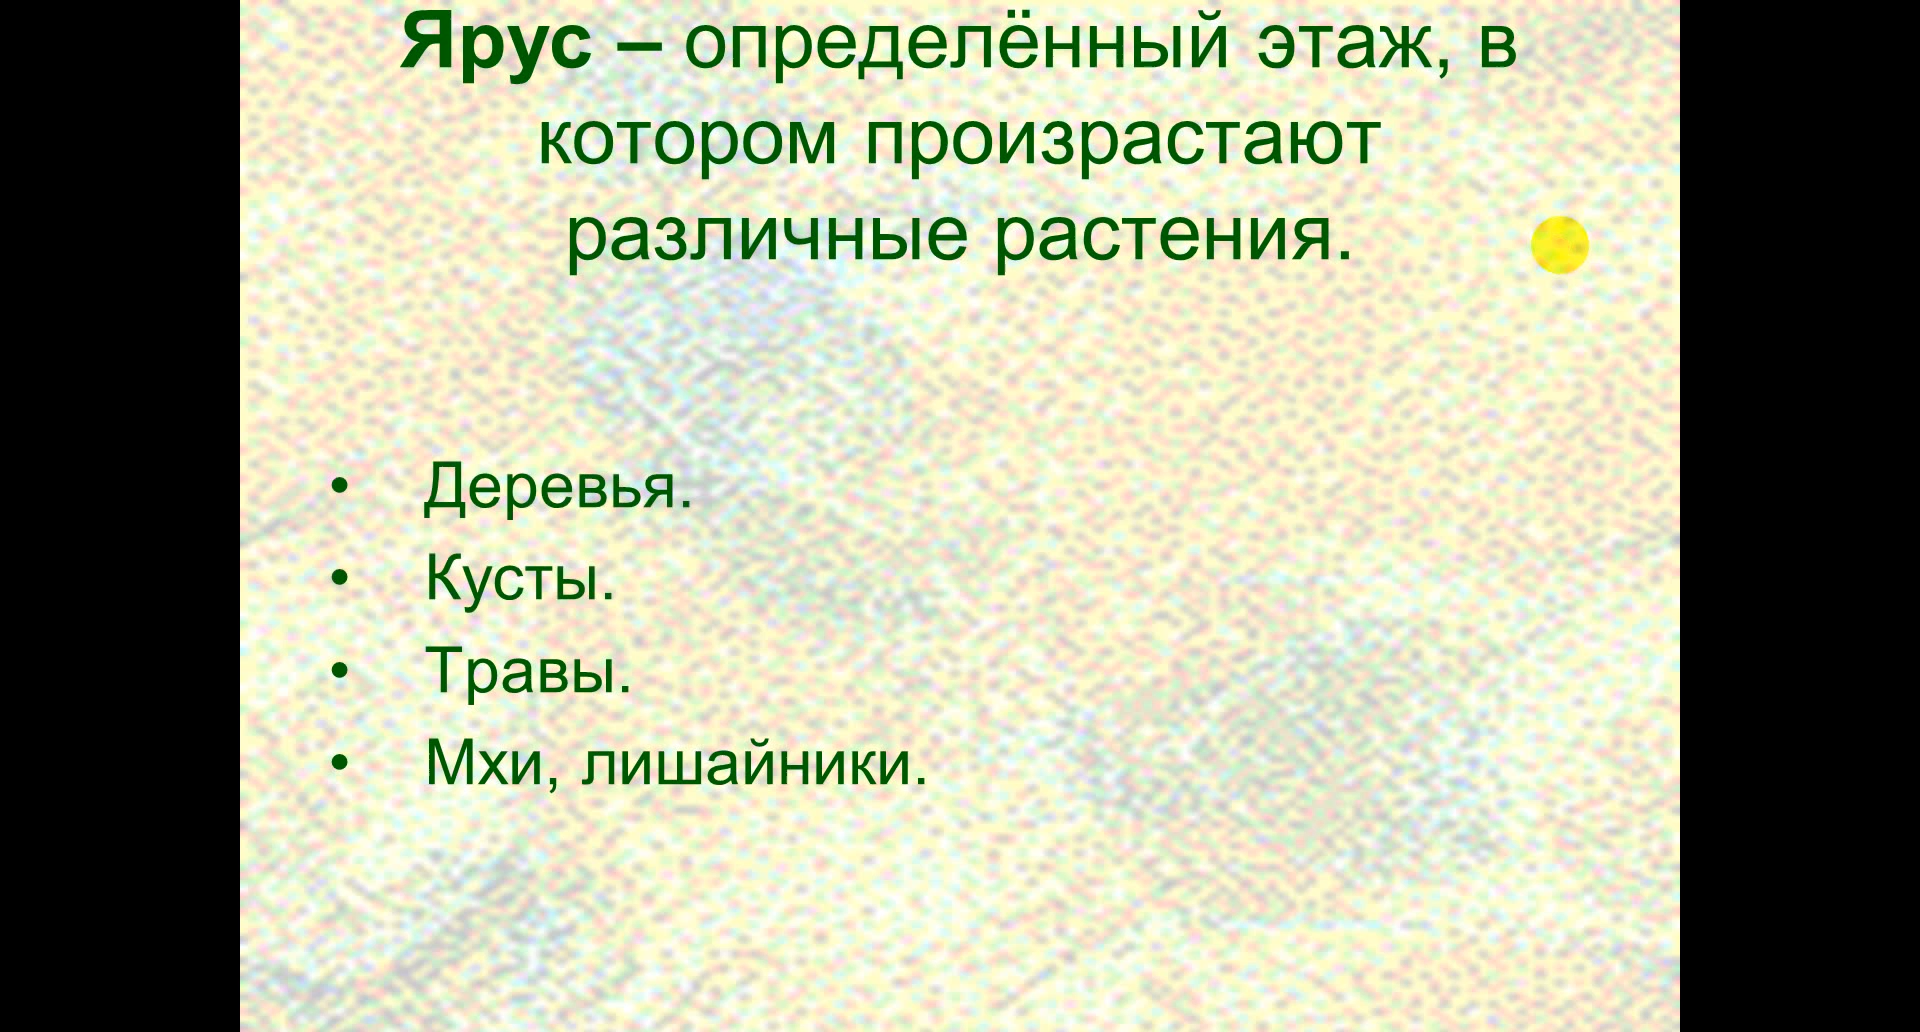 Ярус – определённый этаж, в
котором произрастают
различные растения.
• Деревья.
• Кусты.
• Травы.
• Мхи, лишайники.